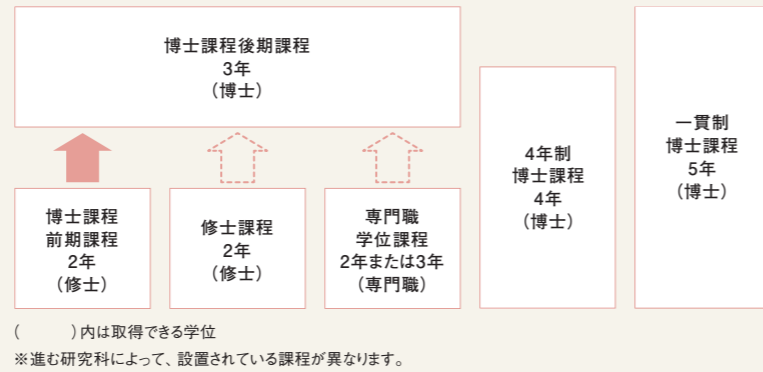 博士課程後期課程
3年
(博士)
博士課程
前期課程
2年
(修士)
修士課程
2年
(修士)
専門職
学位課程
2年または3年
(専門職)
4年制
博士課程
4年
(博士)
一貫制
博士課程
5年
(博士)
(　　　)内は取得できる学位
※進む研究科によって、設置されている課程が異なります。